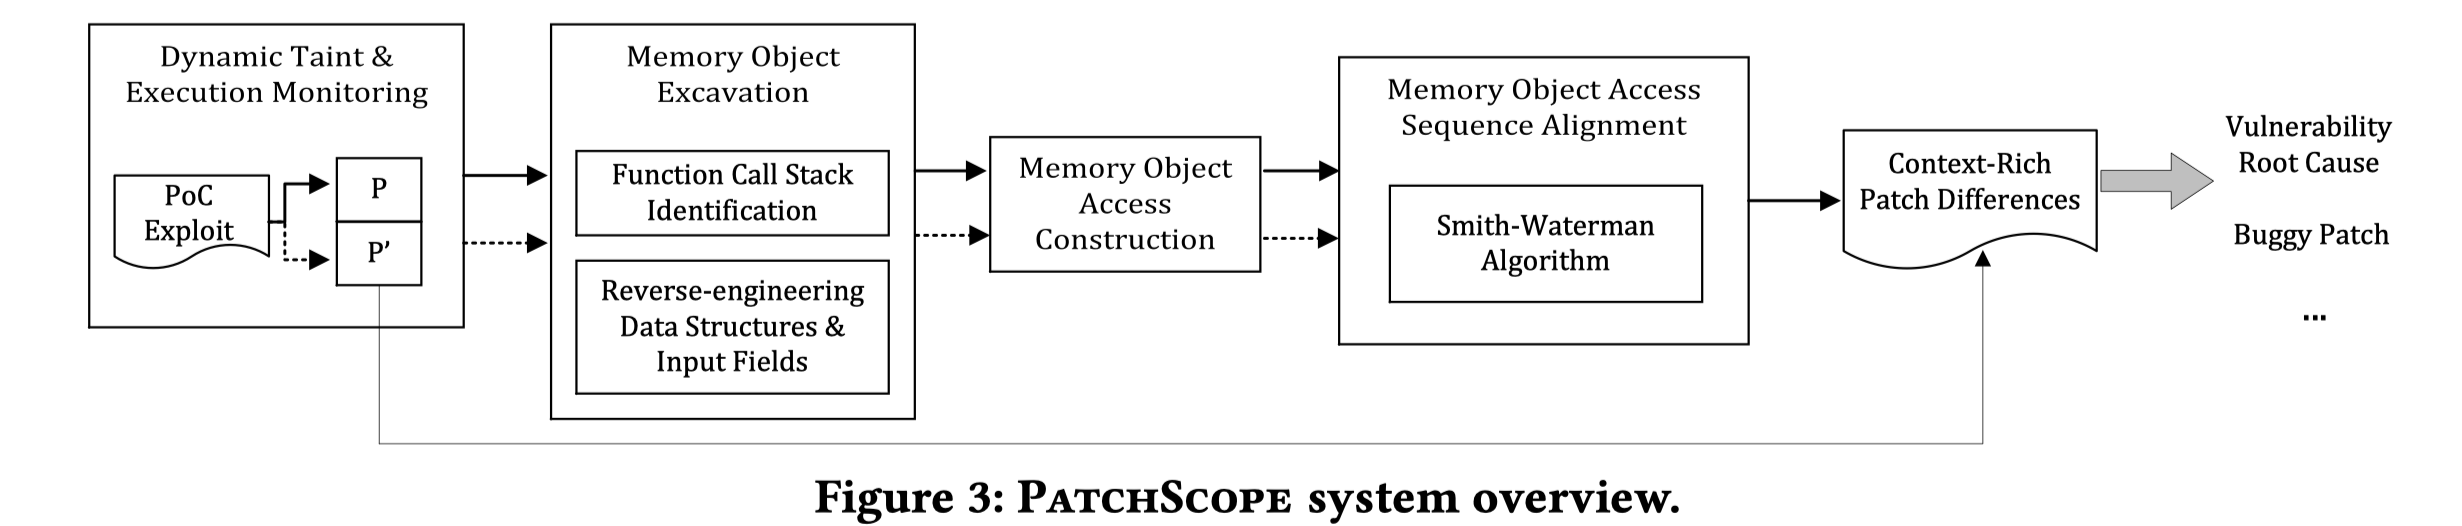 Dynamic Taint &
Execution Monitoring
PoC
Exploit
P
P’
Memory Object
Excavation
Function Call Stack
Identification
Reverse-engineering
Data Structures &
Input Fields
Memory Object
Access
Construction
Memory Object Access
Sequence Alignment
Smith-Waterman
Algorithm
Context-Rich
Patch Differences
Vulnerability
Root Cause
Buggy Patch
...
Figure 3: PATCHSCOPE system overview.